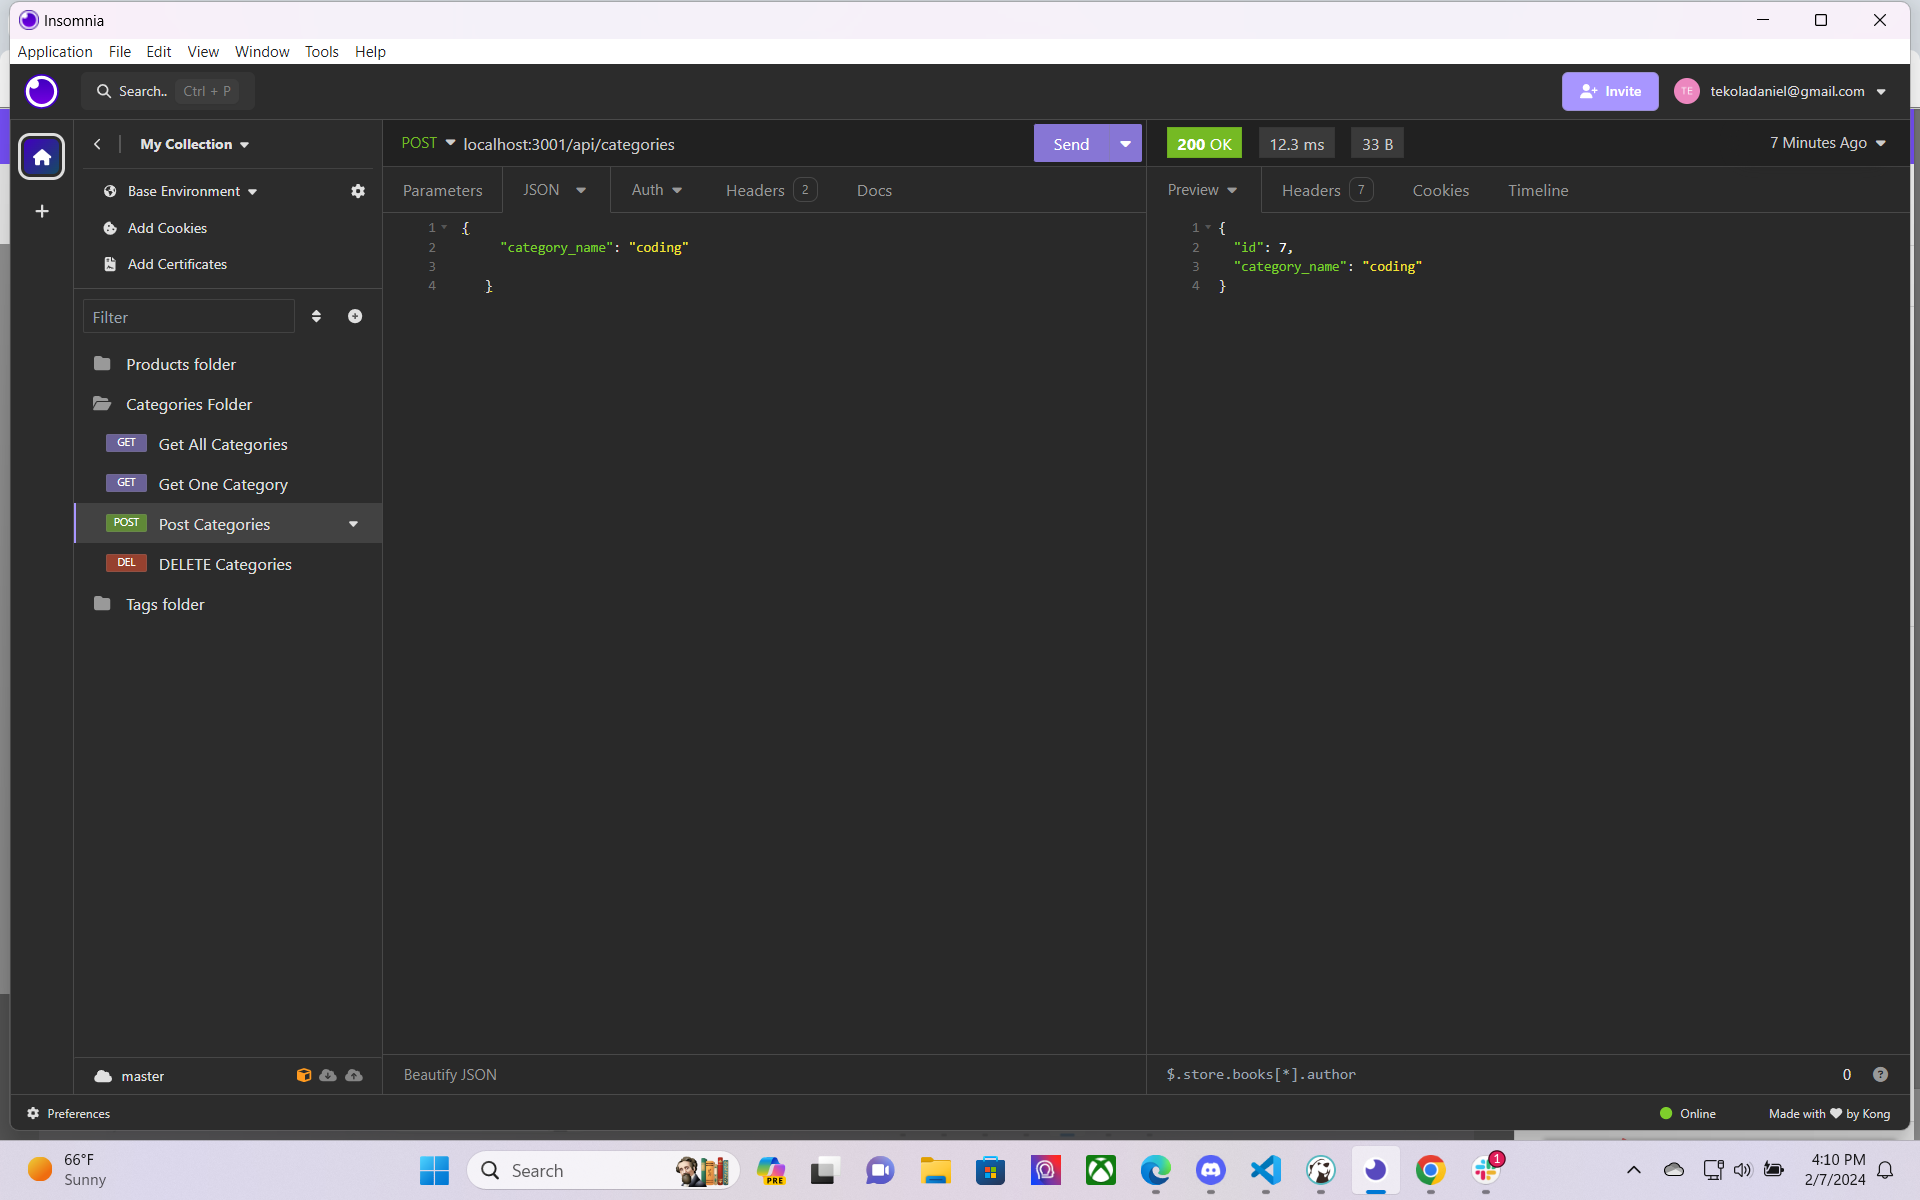 Insomnia
Application File Edit View Window Tools Help
Search.. Ctrl + P
Invite
TE tekoladaniel@gmail.com
My Collection
POST localhost:3001/api/categories
Send
200 OK 12.3 ms 33 B
7 Minutes Ago
Base Environment
Parameters JSON Auth Headers 2 Docs
Preview Headers 7 Cookies Timeline
Add Cookies
Add Certificates
1 {
2 "category_name": "coding"
3
4 }
1 {
2 "id": 7,
3 "category_name": "coding"
4 }
Filter
Products folder
Categories Folder
GET Get All Categories
GET Get One Category
POST Post Categories
DEL DELETE Categories
Tags folder
master
Beautify JSON
$.store.books[*].author
0 ?
Preferences
Online
Made with ❤ by Kong
66°F
Sunny
Search
PRE
1
4:10 PM
2/7/2024